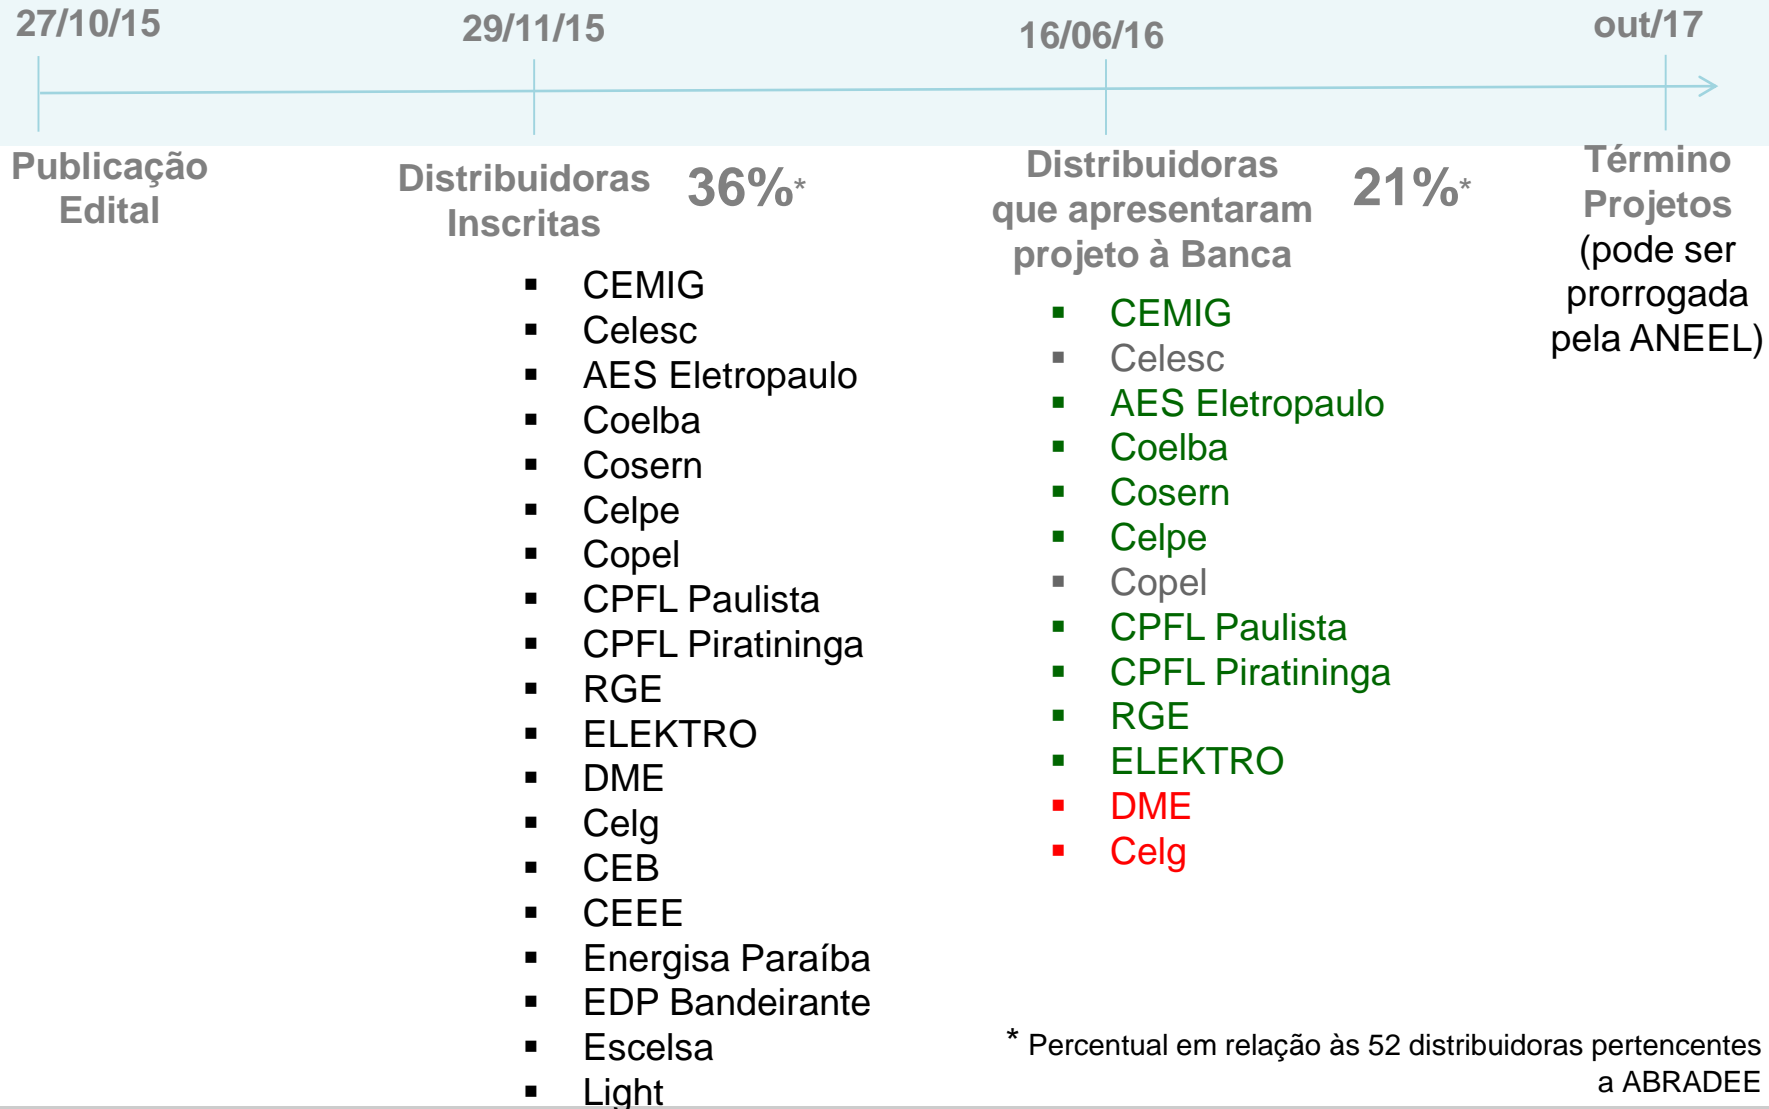 27/10/15
29/11/15
16/06/16
out/17
Publicação
Edital
Distribuidoras
Inscritas
36%*
▪ CEMIG
▪ Celesc
▪ AES Eletropaulo
▪ Coelba
▪ Cosern
▪ Celpe
▪ Copel
▪ CPFL Paulista
▪ CPFL Piratininga
▪ RGE
▪ ELEKTRO
▪ DME
▪ Celg
▪ CEB
▪ CEEE
▪ Energisa Paraíba
▪ EDP Bandeirante
▪ Escelsa
▪ Light
Distribuidoras
que apresentaram
projeto à Banca
21%*
▪ CEMIG
▪ Celesc
▪ AES Eletropaulo
▪ Coelba
▪ Cosern
▪ Celpe
▪ Copel
▪ CPFL Paulista
▪ CPFL Piratininga
▪ RGE
▪ ELEKTRO
▪ DME
▪ Celg
Término
Projetos
(pode ser
prorrogada
pela ANEEL)
* Percentual em relação às 52 distribuidoras pertencentes
a ABRADEE